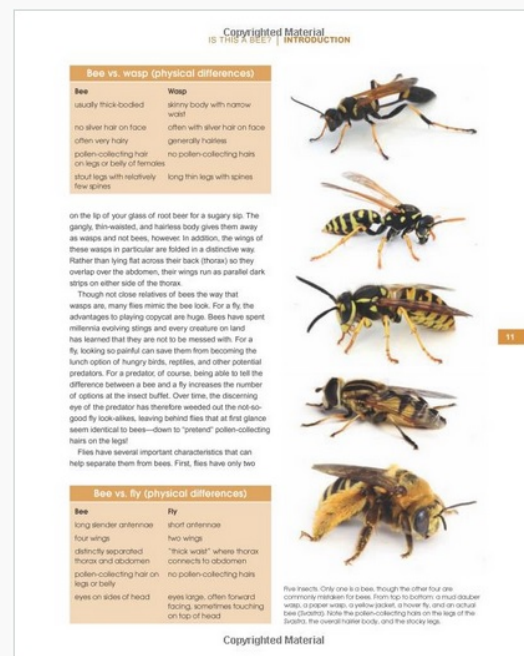 Copyrighted Material
IS THIS A BEE? | INTRODUCTION
Bee vs. wasp (physical differences)
Bee Wasp
usually thick-bodied skinny body with narrow waist
no silver hair on face often with silver hair on face
often very hairy generally hairless
pollen-collecting hair on legs or belly of females no pollen-collecting hairs
stout legs with relatively few spines long thin legs with spines
on the lip of your glass of root beer for a sugary sip. The
gangly, thin-waisted, and hairless body gives them away
as wasps and not bees, however. In addition, the wings of
these wasps in particular are folded in a distinctive way.
Rather than lying flat across their back (thorax) so they
overlap over the abdomen, their wings run as parallel dark
strips on either side of the thorax.
Though not close relatives of bees the way that
wasps are, many flies mimic the bee look. For a fly, the
advantages to playing copycat are huge. Bees have spent
millennia evolving stings and every creature on land
has learned that they are not to be messed with. For a
fly, looking so painful can save them from becoming the
lunch option of hungry birds, reptiles, and other potential
predators. For a predator, of course, being able to tell the
difference between a bee and a fly increases the number
of options at the insect buffet. Over time, the discerning
eye of the predator has therefore weeded out the not-so-
good fly look-alikes, leaving behind flies that at first glance
seem identical to bees—down to "pretend" pollen-collecting
hairs on the legs!
Flies have several important characteristics that can
help separate them from bees. First, flies have only two
Bee vs. fly (physical differences)
Bee Fly
long slender antennae short antennae
four wings two wings
distinctly separated thorax and abdomen "thick waist" where thorax connects to abdomen
pollen-collecting hair on legs or belly no pollen-collecting hairs
eyes on sides of head eyes large, often forward facing, sometimes touching on top of head
11
Five insects. Only one is a bee, though the other four are
commonly mistaken for bees. From top to bottom: a mud dauber
wasp, a paper wasp, a yellow jacket, a hover fly, and an actual
bee (Svastra). Note the pollen-collecting hairs on the legs of the
Svastra, the overall hairier body, and the stocky legs.
Copyrighted Material